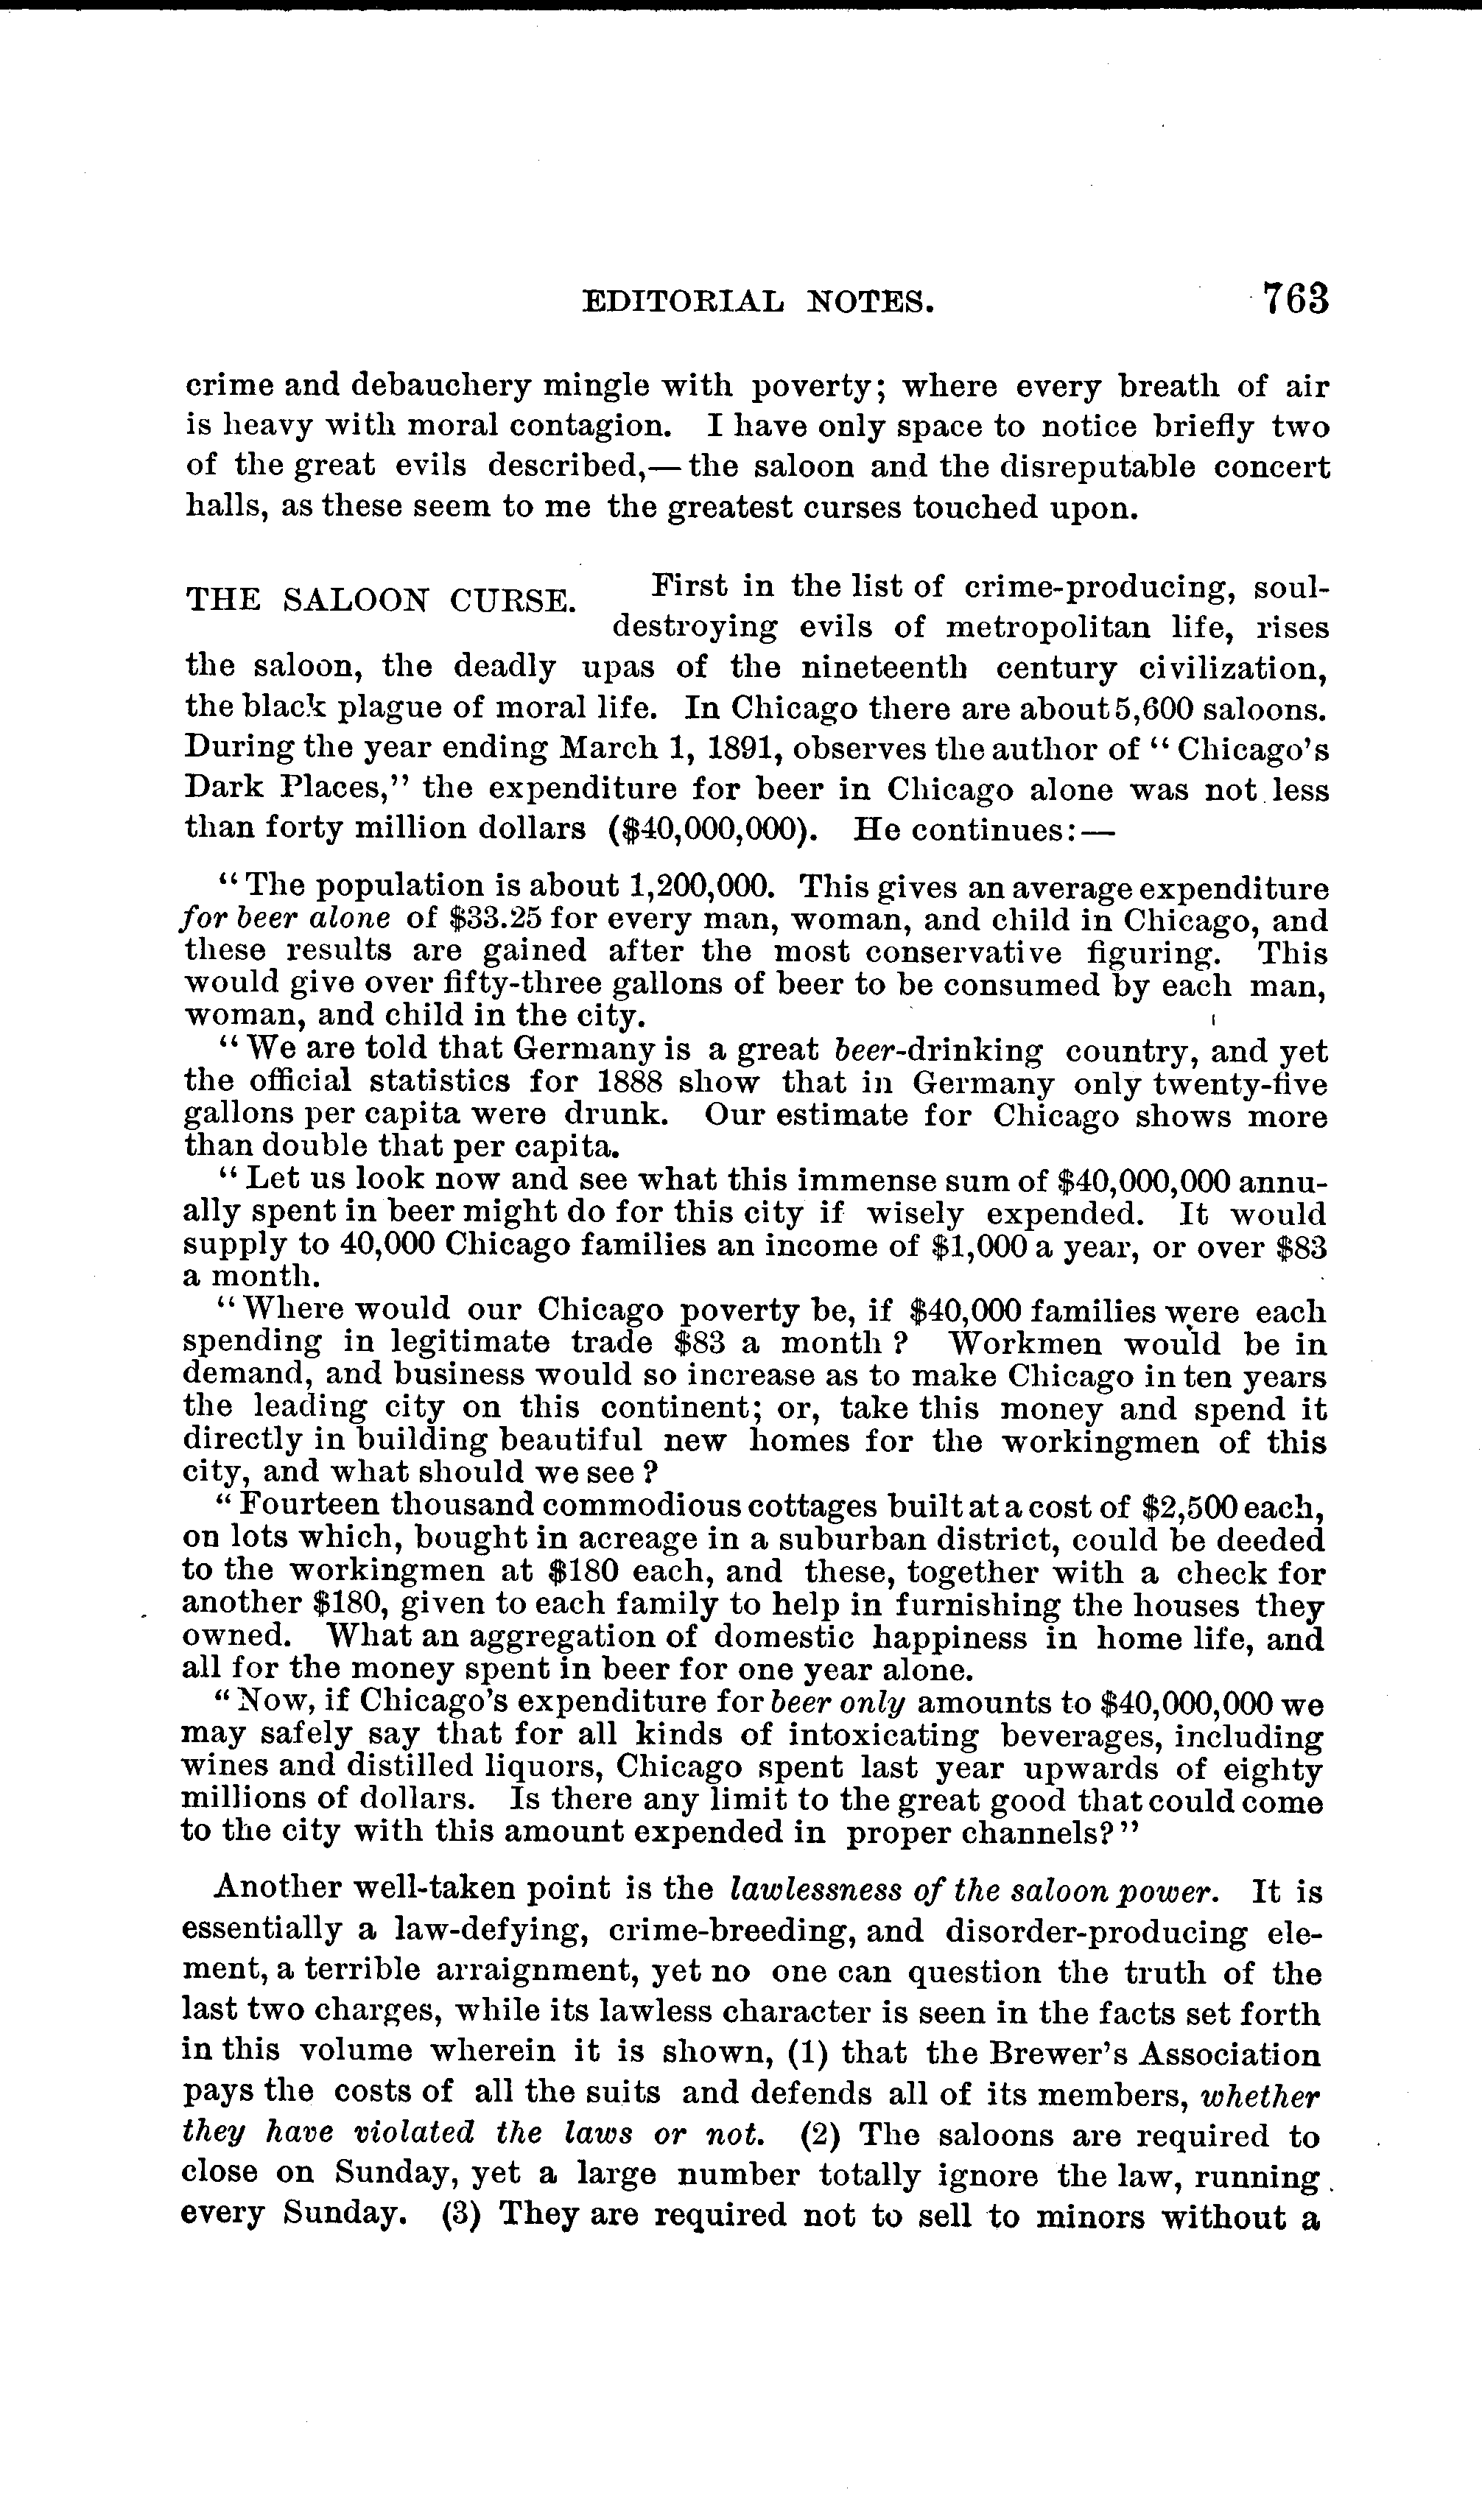 EDITORIAL NOTES. 763
crime and debauchery mingle with poverty; where every breath of air
is heavy with moral contagion. I have only space to notice briefly two
of the great evils described,—the saloon and the disreputable concert
halls, as these seem to me the greatest curses touched upon.
THE SALOON CURSE. First in the list of crime-producing, soul-
destroying evils of metropolitan life, rises
the saloon, the deadly upas of the nineteenth century civilization,
the black plague of moral life. In Chicago there are about 5,600 saloons.
During the year ending March 1, 1891, observes the author of "Chicago's
Dark Places," the expenditure for beer in Chicago alone was not less
than forty million dollars ($40,000,000). He continues:—
"The population is about 1,200,000. This gives an average expenditure
for beer alone of $33.25 for every man, woman, and child in Chicago, and
these results are gained after the most conservative figuring. This
would give over fifty-three gallons of beer to be consumed by each man,
woman, and child in the city.
"We are told that Germany is a great beer-drinking country, and yet
the official statistics for 1888 show that in Germany only twenty-five
gallons per capita were drunk. Our estimate for Chicago shows more
than double that per capita.
"Let us look now and see what this immense sum of $40,000,000 annu-
ally spent in beer might do for this city if wisely expended. It would
supply to 40,000 Chicago families an income of $1,000 a year, or over $83
a month.
"Where would our Chicago poverty be, if $40,000 families were each
spending in legitimate trade $83 a month? Workmen would be in
demand, and business would so increase as to make Chicago in ten years
the leading city on this continent; or, take this money and spend it
directly in building beautiful new homes for the workingmen of this
city, and what should we see?
"Fourteen thousand commodious cottages built at a cost of $2,500 each,
on lots which, bought in acreage in a suburban district, could be deeded
to the workingmen at $180 each, and these, together with a check for
another $180, given to each family to help in furnishing the houses they
owned. What an aggregation of domestic happiness in home life, and
all for the money spent in beer for one year alone.
"Now, if Chicago's expenditure for beer only amounts to $40,000,000 we
may safely say that for all kinds of intoxicating beverages, including
wines and distilled liquors, Chicago spent last year upwards of eighty
millions of dollars. Is there any limit to the great good that could come
to the city with this amount expended in proper channels?"
Another well-taken point is the lawlessness of the saloon power. It is
essentially a law-defying, crime-breeding, and disorder-producing ele-
ment, a terrible arraignment, yet no one can question the truth of the
last two charges, while its lawless character is seen in the facts set forth
in this volume wherein it is shown, (1) that the Brewer's Association
pays the costs of all the suits and defends all of its members, whether
they have violated the laws or not. (2) The saloons are required to
close on Sunday, yet a large number totally ignore the law, running
every Sunday. (3) They are required not to sell to minors without a